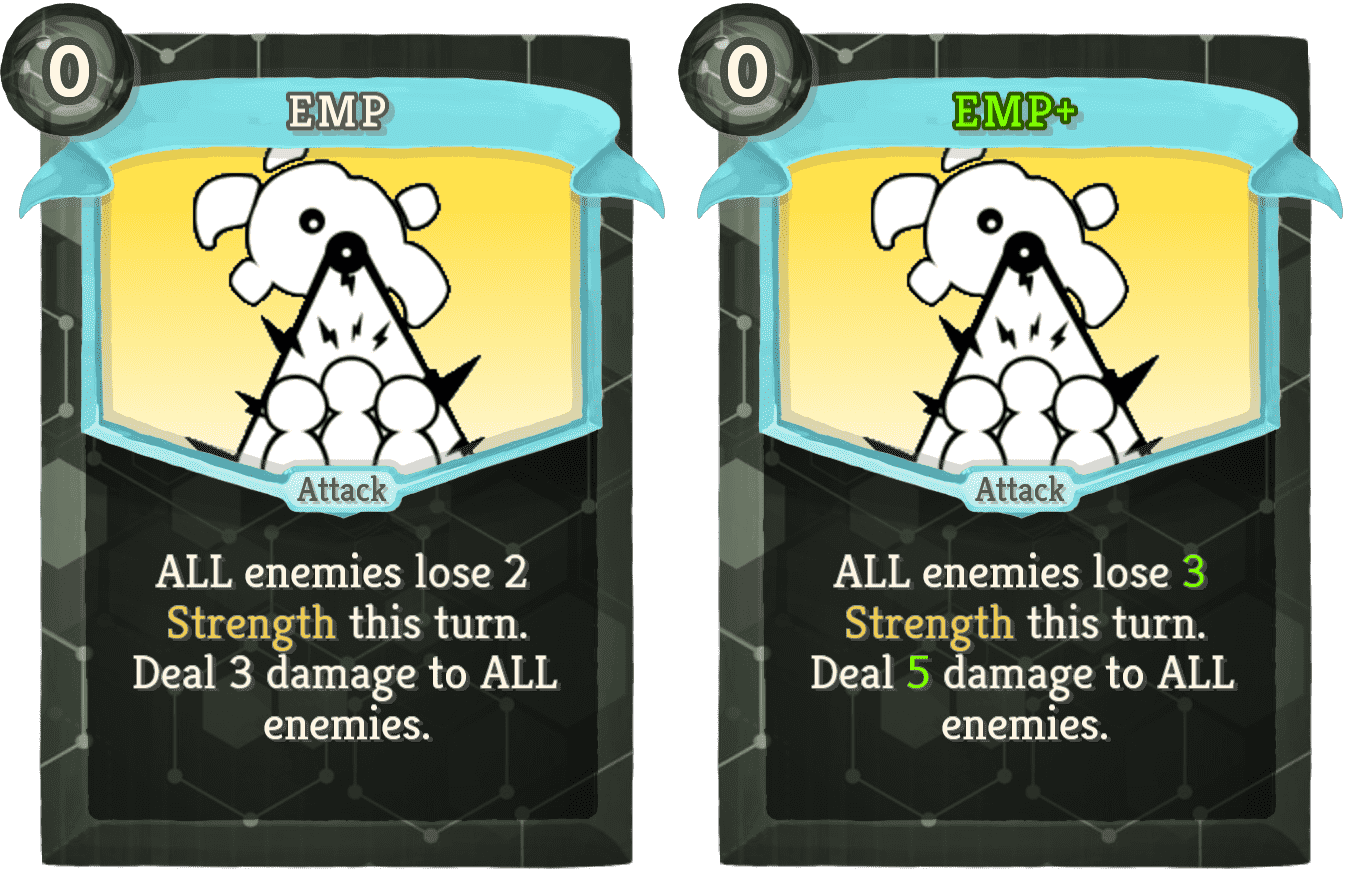 0
EMP
Attack
ALL enemies lose 2
Strength this turn.
Deal 3 damage to ALL
enemies.
0
EMP+
Attack
ALL enemies lose 3
Strength this turn.
Deal 5 damage to ALL
enemies.